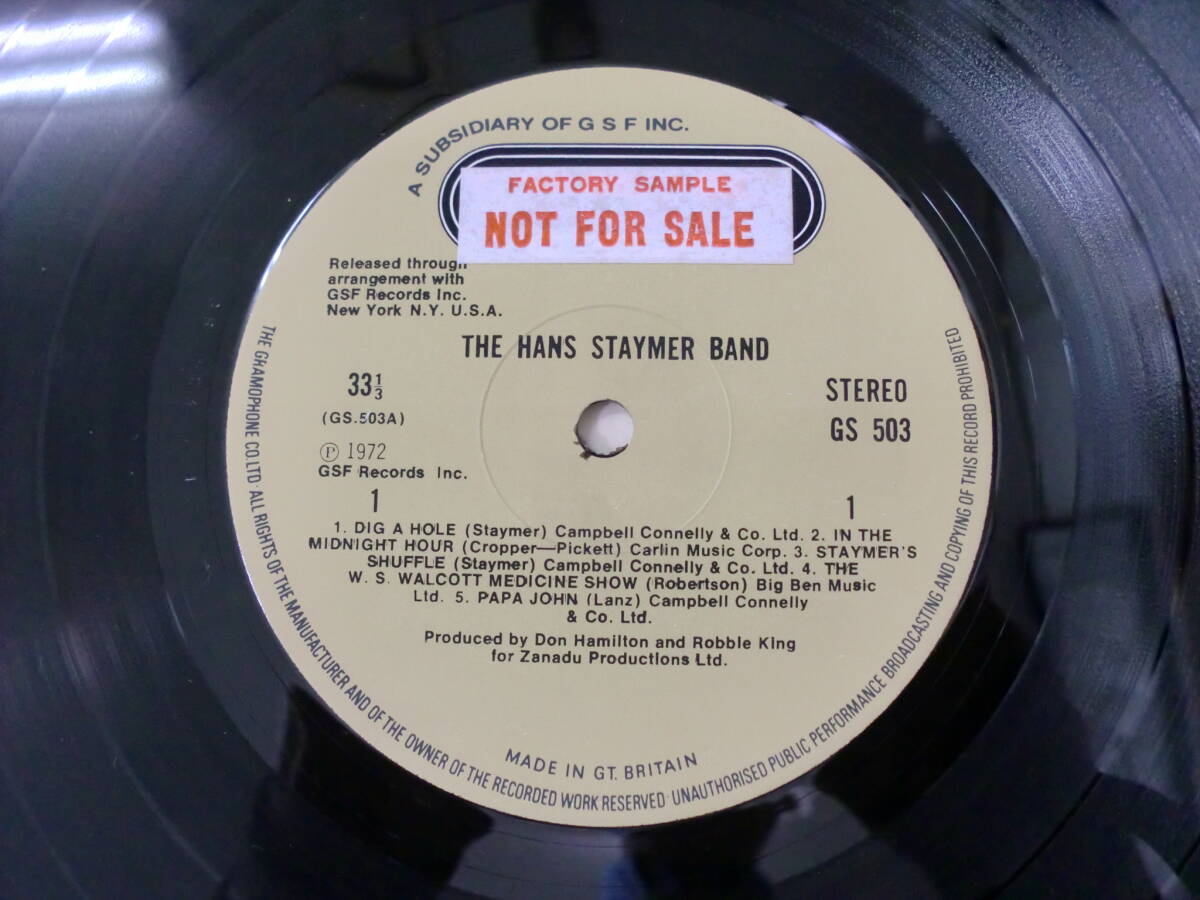 A SUBSIDIARY OF G S F INC.
FACTORY SAMPLE
NOT FOR SALE
Released through
arrangement with
GSF Records Inc.
New York N.Y. U.S.A.
THE HANS STAYMER BAND
33⅓
(GS.503A)
Ⓟ 1972
GSF Records Inc.
STEREO
GS 503
1
1
1. DIG A HOLE (Staymer) Campbell Connelly & Co. Ltd. 2. IN THE
MIDNIGHT HOUR (Cropper—Pickett) Carlin Music Corp. 3. STAYMER'S
SHUFFLE (Staymer) Campbell Connelly & Co. Ltd. 4. THE
W. S. WALCOTT MEDICINE SHOW (Robertson) Big Ben Music
Ltd. 5. PAPA JOHN (Lanz) Campbell Connelly
& Co. Ltd.
Produced by Don Hamilton and Robbie King
for Zanadu Productions Ltd.
MADE IN GT. BRITAIN
THE GRAMOPHONE CO. LTD · ALL RIGHTS OF THE MANUFACTURER AND OF THE OWNER OF THE RECORDED WORK RESERVED · UNAUTHORISED PUBLIC PERFORMANCE BROADCASTING AND COPYING OF THIS RECORD PROHIBITED